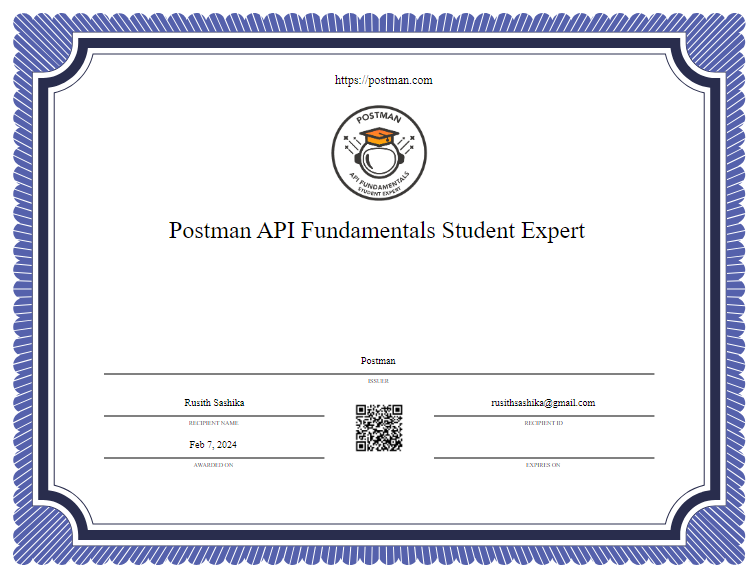 https://postman.com
POSTMAN
API FUNDAMENTALS
STUDENT EXPERT
Postman API Fundamentals Student Expert
Postman
ISSUER
Rusith Sashika
RECIPIENT NAME
rusithsashika@gmail.com
RECIPIENT ID
Feb 7, 2024
AWARDED ON
EXPIRES ON